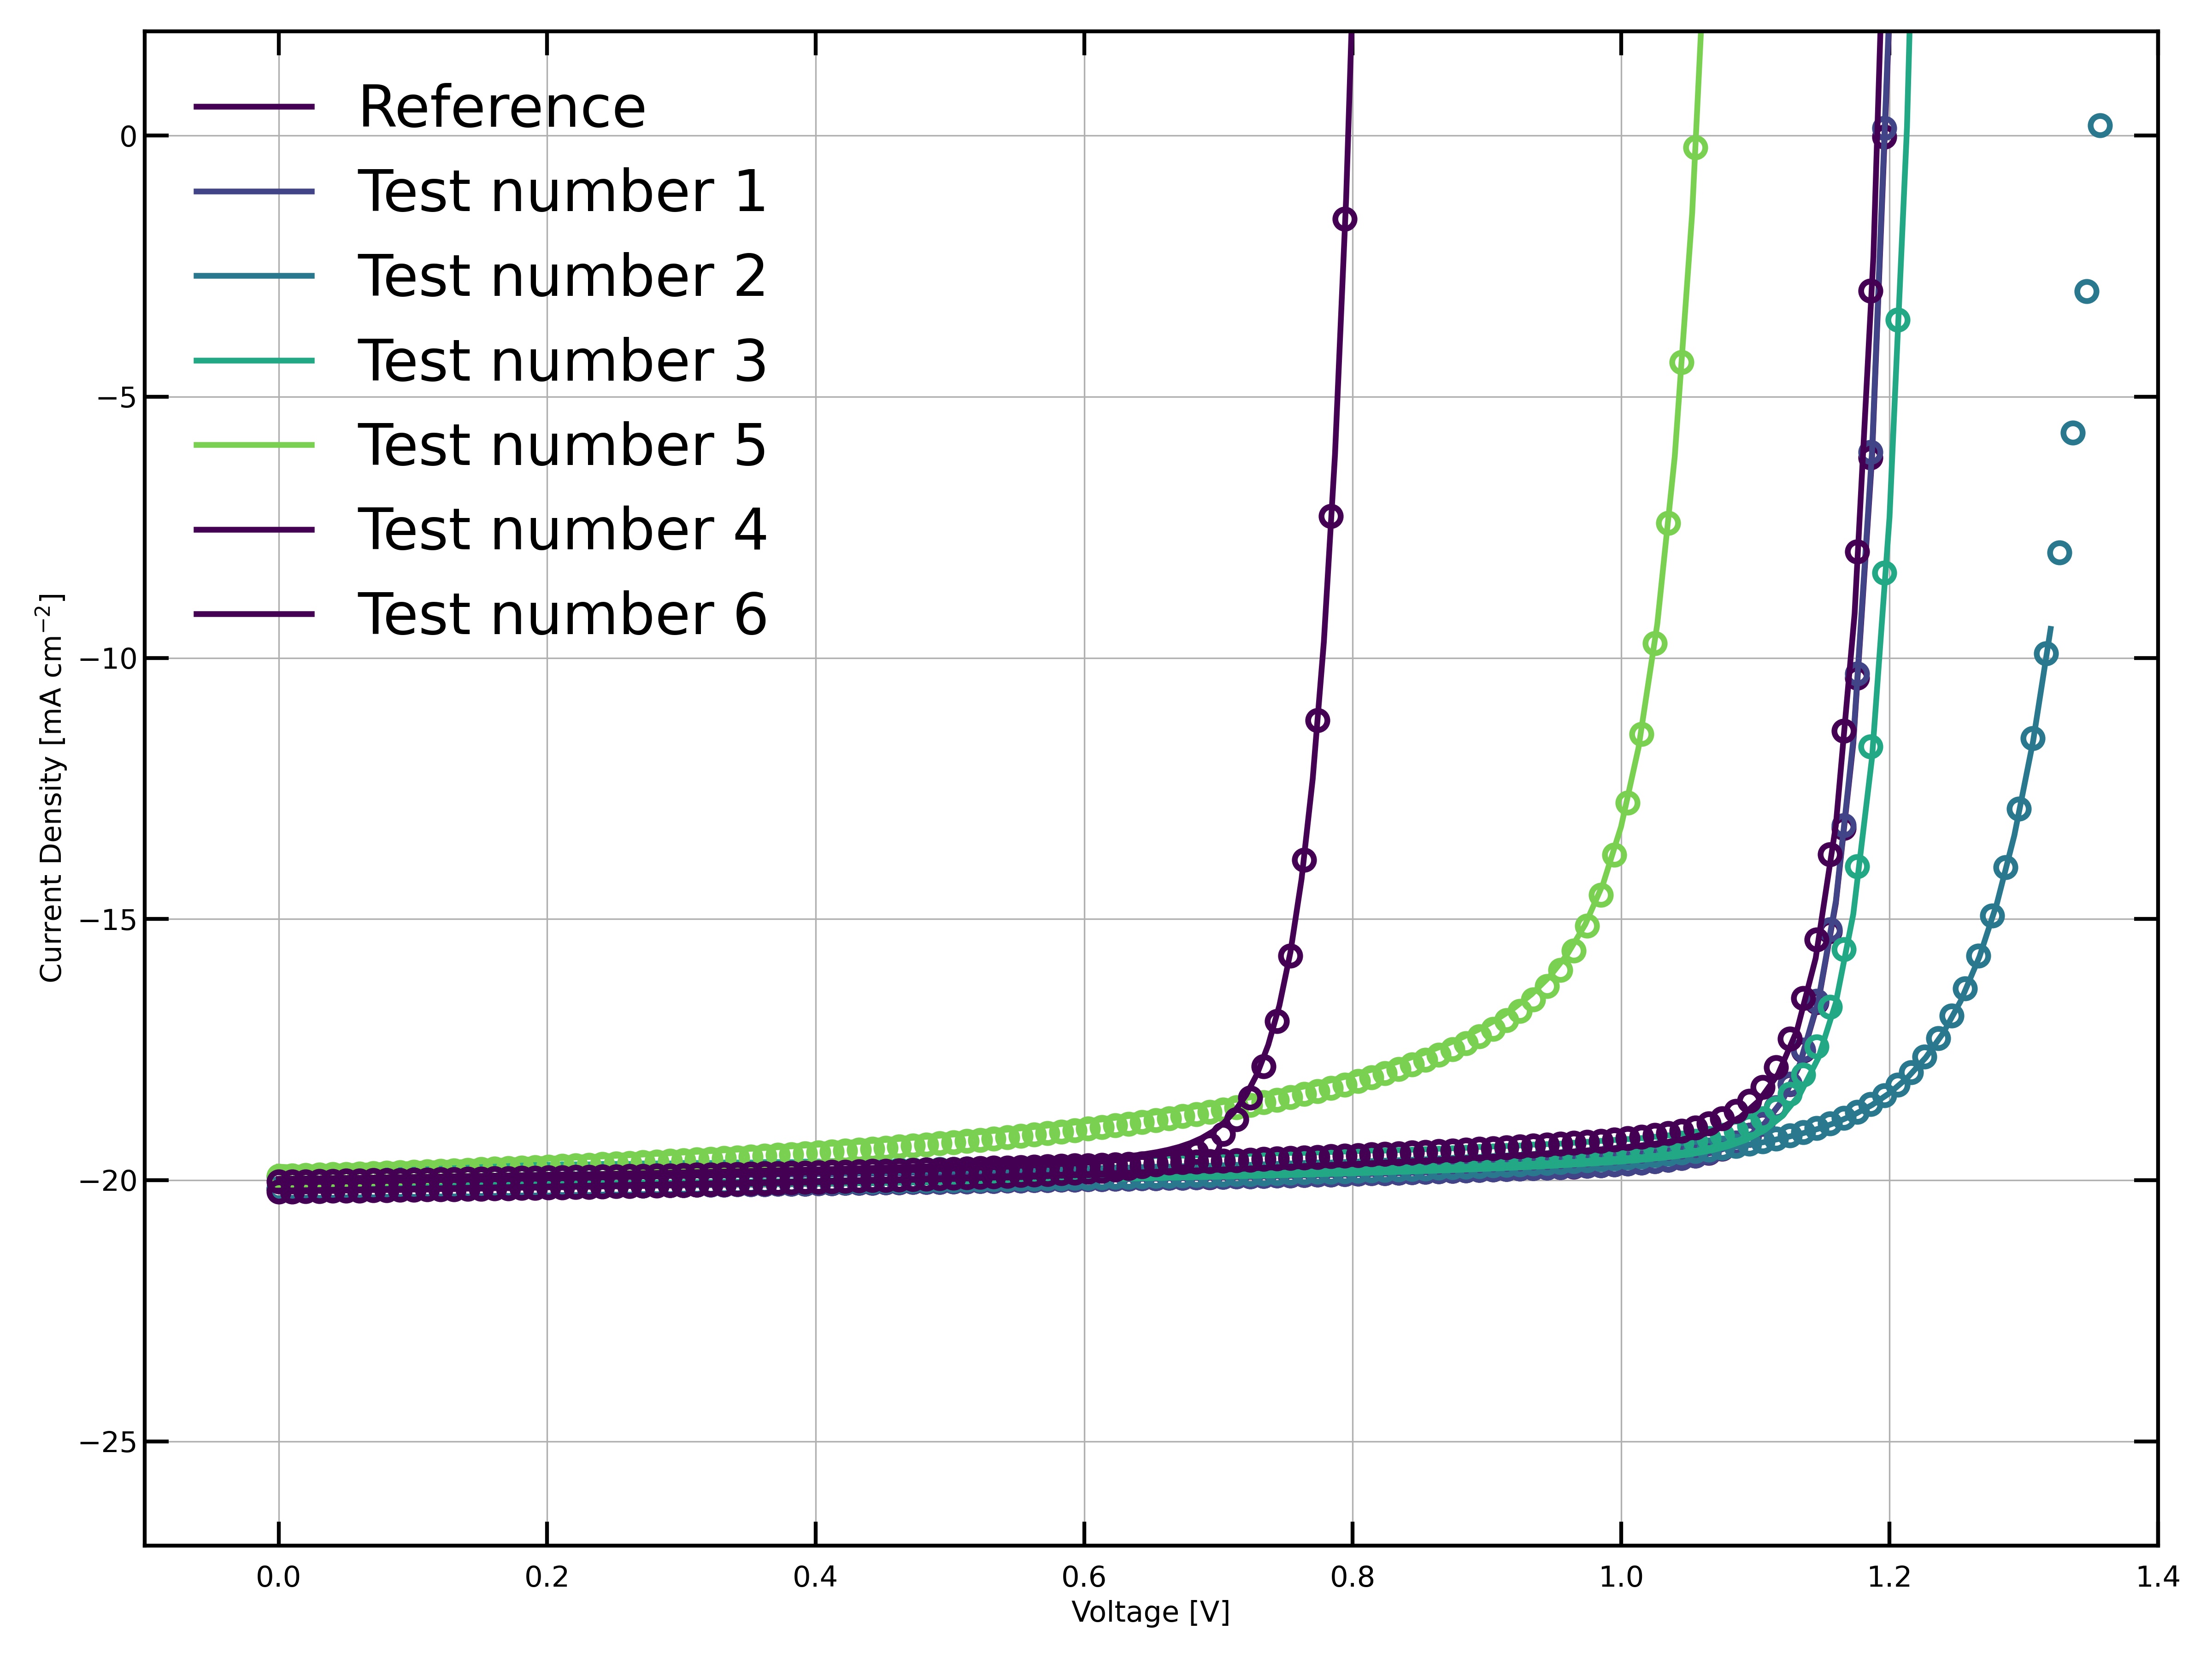 Reference
Test number 1
Test number 2
Test number 3
Test number 5
Test number 4
Test number 6
0
−5
−10
−15
−20
−25
Current Density [mA cm⁻²]
0.0 0.2 0.4 0.6 0.8 1.0 1.2 1.4
Voltage [V]